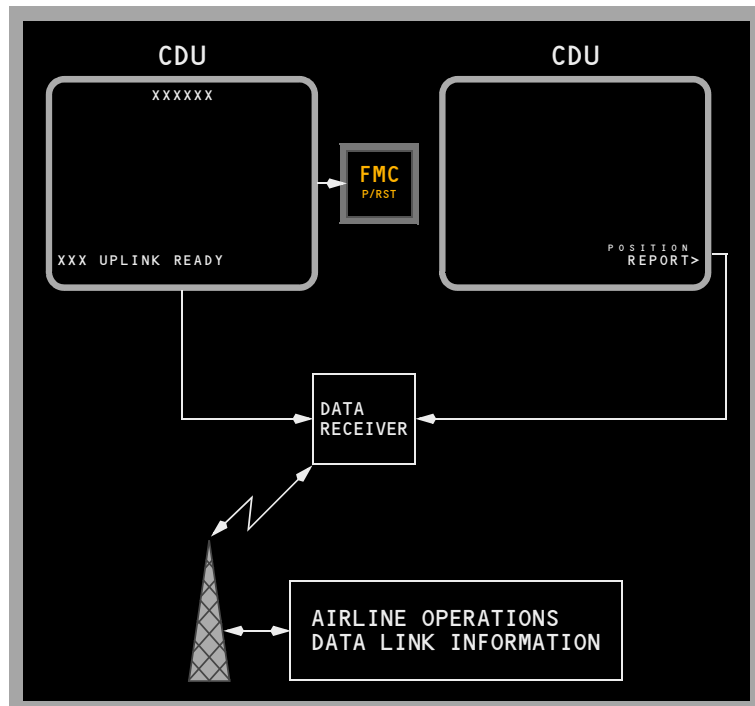 CDU
CDU
XXXXXX
FMC
P/RST
XXX UPLINK READY
POSITION
REPORT>
DATA
RECEIVER
AIRLINE OPERATIONS
DATA LINK INFORMATION